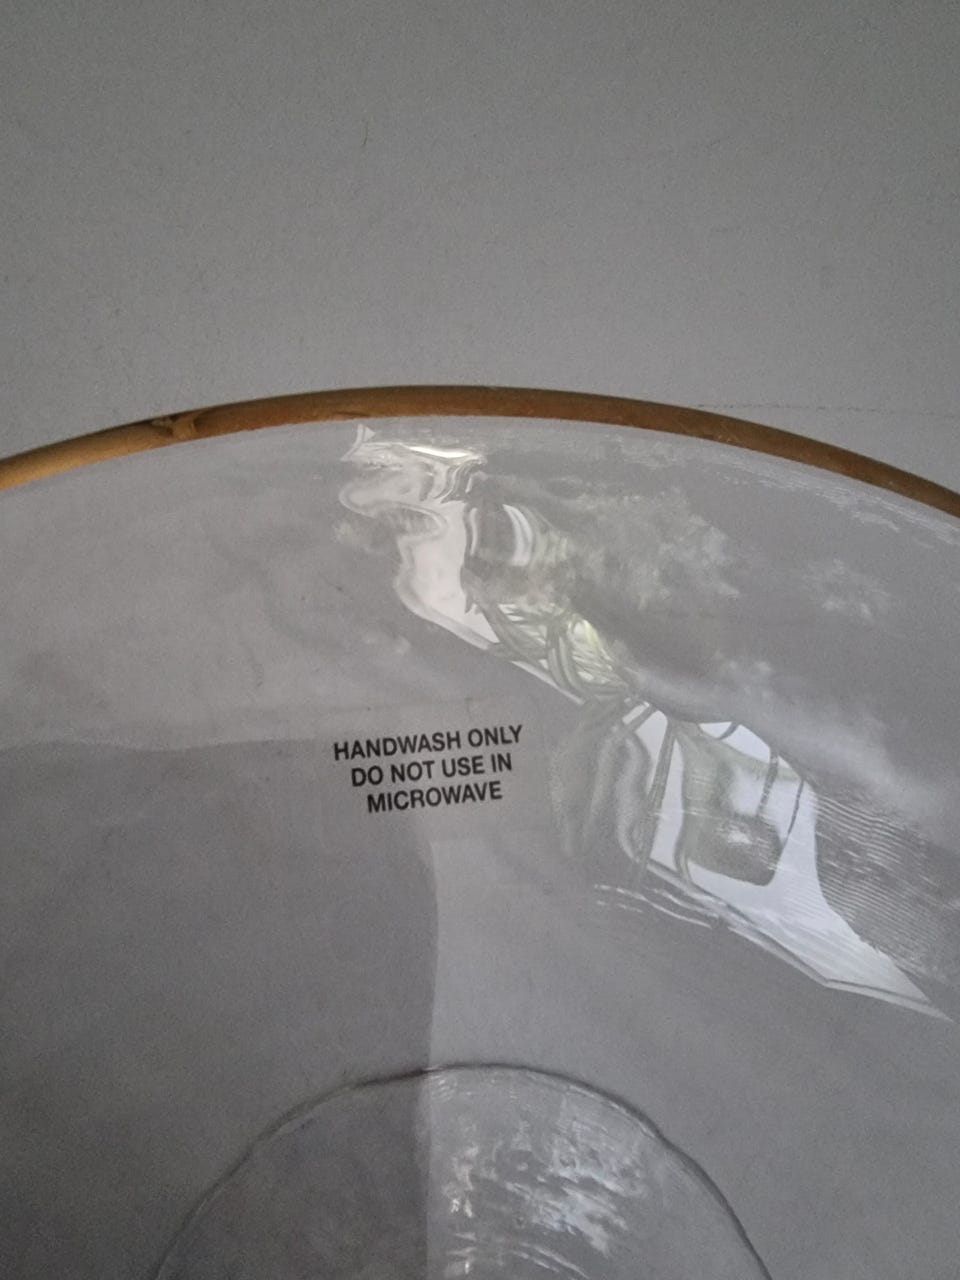 HANDWASH ONLY
DO NOT USE IN
MICROWAVE